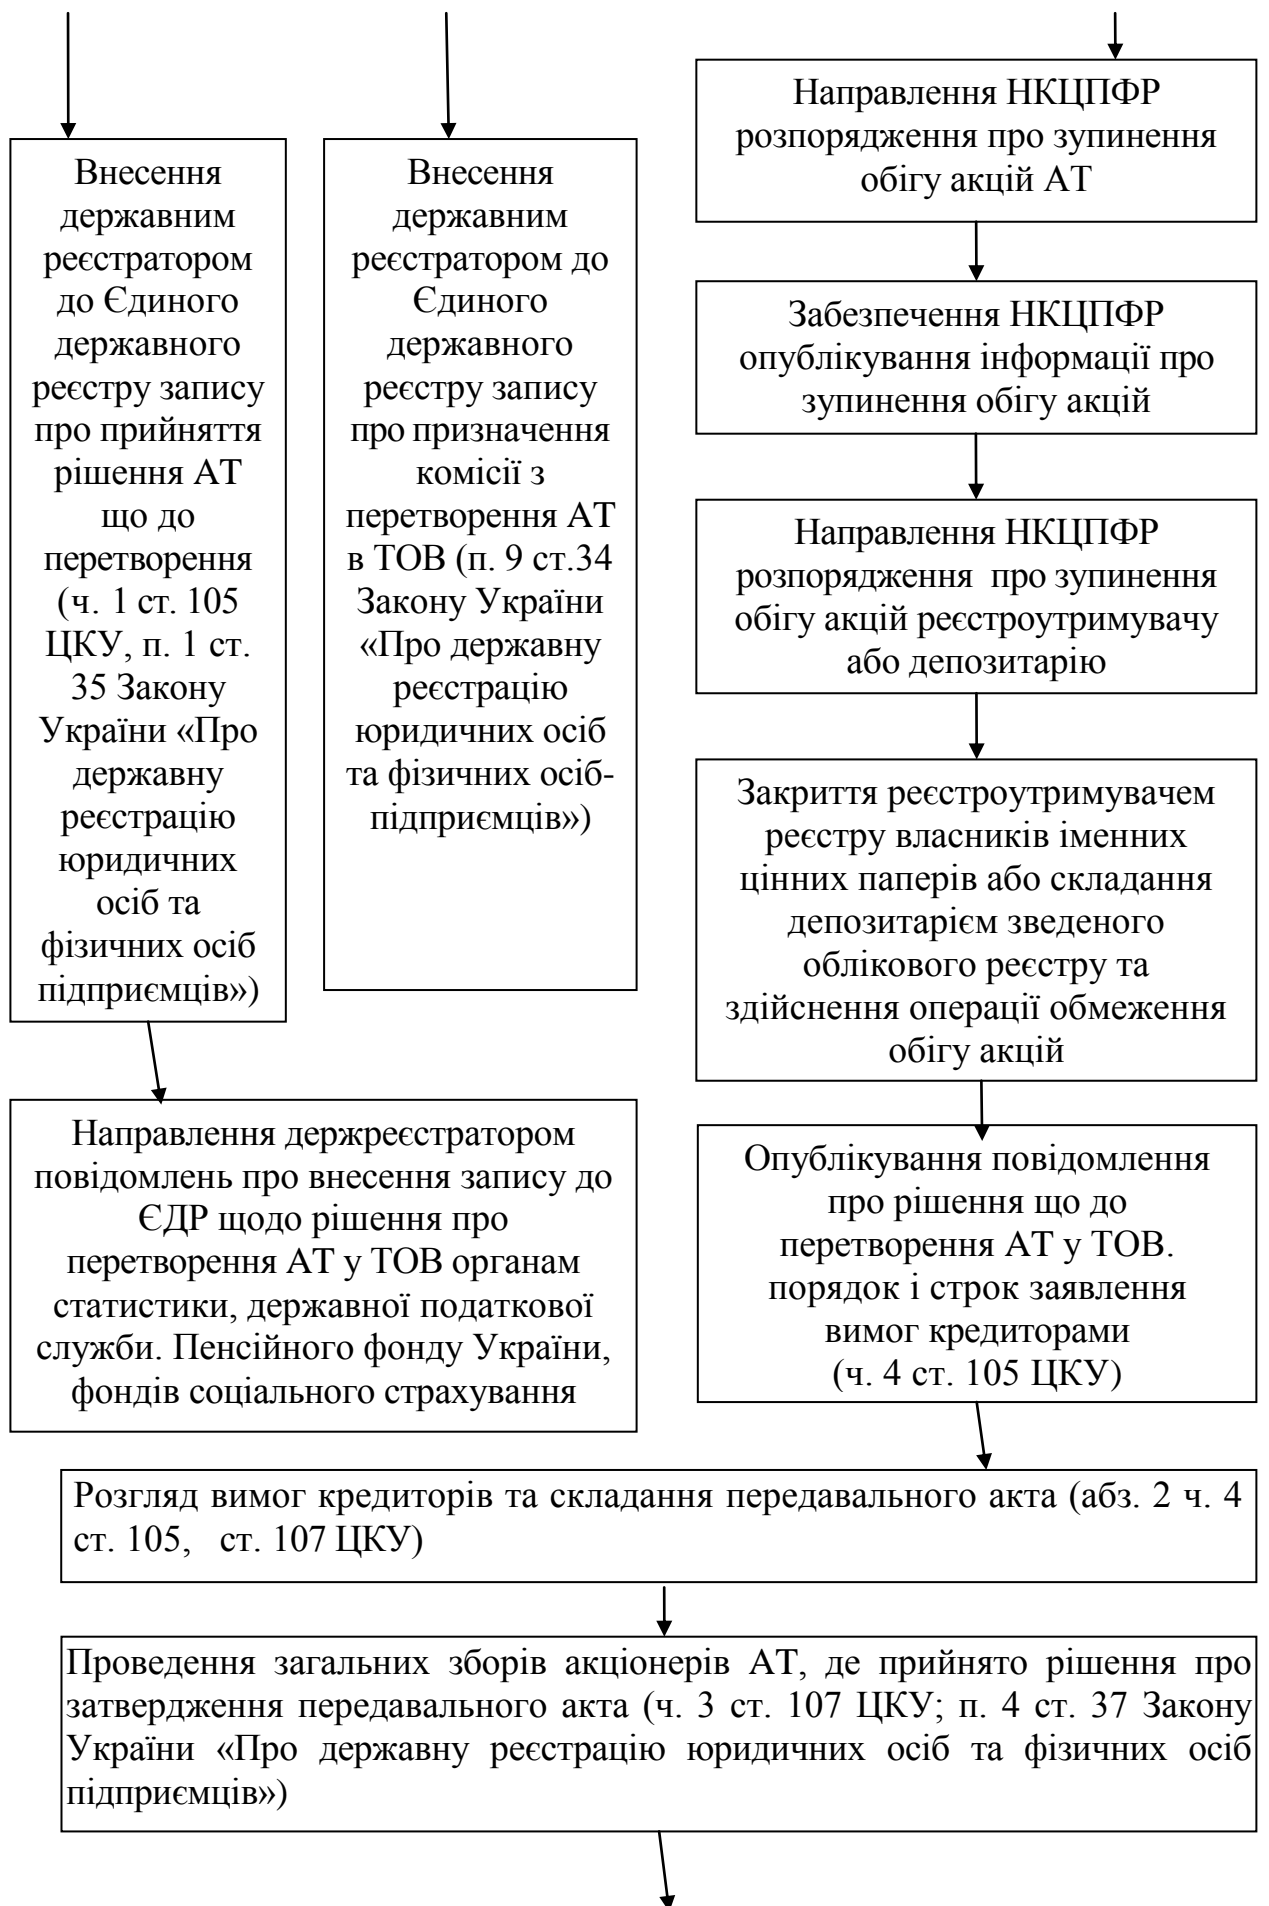 Внесення
державним
реєстратором
до Єдиного
державного
реєстру запису
про прийняття
рішення АТ
що до
перетворення
(ч. 1 ст. 105
ЦКУ, п. 1 ст.
35 Закону
України «Про
державну
реєстрацію
юридичних
осіб та
фізичних осіб
підприємців»)
Внесення
державним
реєстратором до
Єдиного
державного
реєстру запису
про призначення
комісії з
перетворення АТ
в ТОВ (п. 9 ст.34
Закону України
«Про державну
реєстрацію
юридичних осіб
та фізичних осіб-
підприємців»)
Направлення НКЦПФР
розпорядження про зупинення
обігу акцій АТ
Забезпечення НКЦПФР
опублікування інформації про
зупинення обігу акцій
Направлення НКЦПФР
розпорядження про зупинення
обігу акцій реєстроутримувачу
або депозитарію
Закриття реєстроутримувачем
реєстру власників іменних
цінних паперів або складання
депозитарієм зведеного
облікового реєстру та
здійснення операції обмеження
обігу акцій
Направлення держреєстратором
повідомлень про внесення запису до
ЄДР щодо рішення про
перетворення АТ у ТОВ органам
статистики, державної податкової
служби. Пенсійного фонду України,
фондів соціального страхування
Опублікування повідомлення
про рішення що до
перетворення АТ у ТОВ.
порядок і строк заявлення
вимог кредиторами
(ч. 4 ст. 105 ЦКУ)
Розгляд вимог кредиторів та складання передавального акта (абз. 2 ч. 4
ст. 105, ст. 107 ЦКУ)
Проведення загальних зборів акціонерів АТ, де прийнято рішення про
затвердження передавального акта (ч. 3 ст. 107 ЦКУ; п. 4 ст. 37 Закону
України «Про державну реєстрацію юридичних осіб та фізичних осіб
підприємців»)